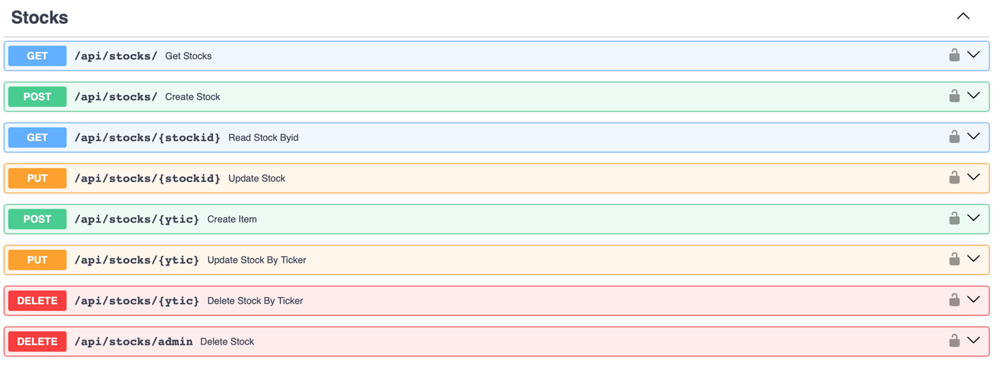 Stocks
GET /api/stocks/ Get Stocks
POST /api/stocks/ Create Stock
GET /api/stocks/{stockid} Read Stock Byid
PUT /api/stocks/{stockid} Update Stock
POST /api/stocks/{ytic} Create Item
PUT /api/stocks/{ytic} Update Stock By Ticker
DELETE /api/stocks/{ytic} Delete Stock By Ticker
DELETE /api/stocks/admin Delete Stock